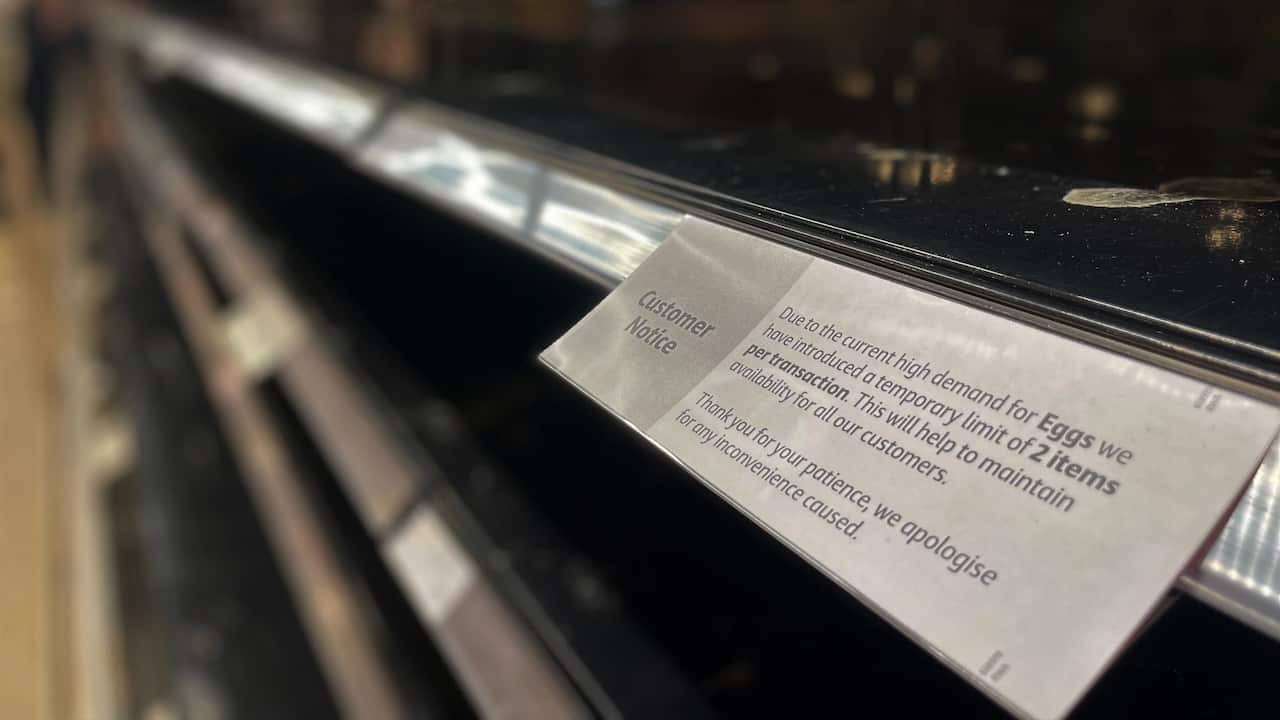 Customer
Notice
Due to the current high demand for Eggs we
have introduced a temporary limit of 2 items
per transaction. This will help to maintain
availability for all our customers.
Thank you for your patience, we apologise
for any inconvenience caused.